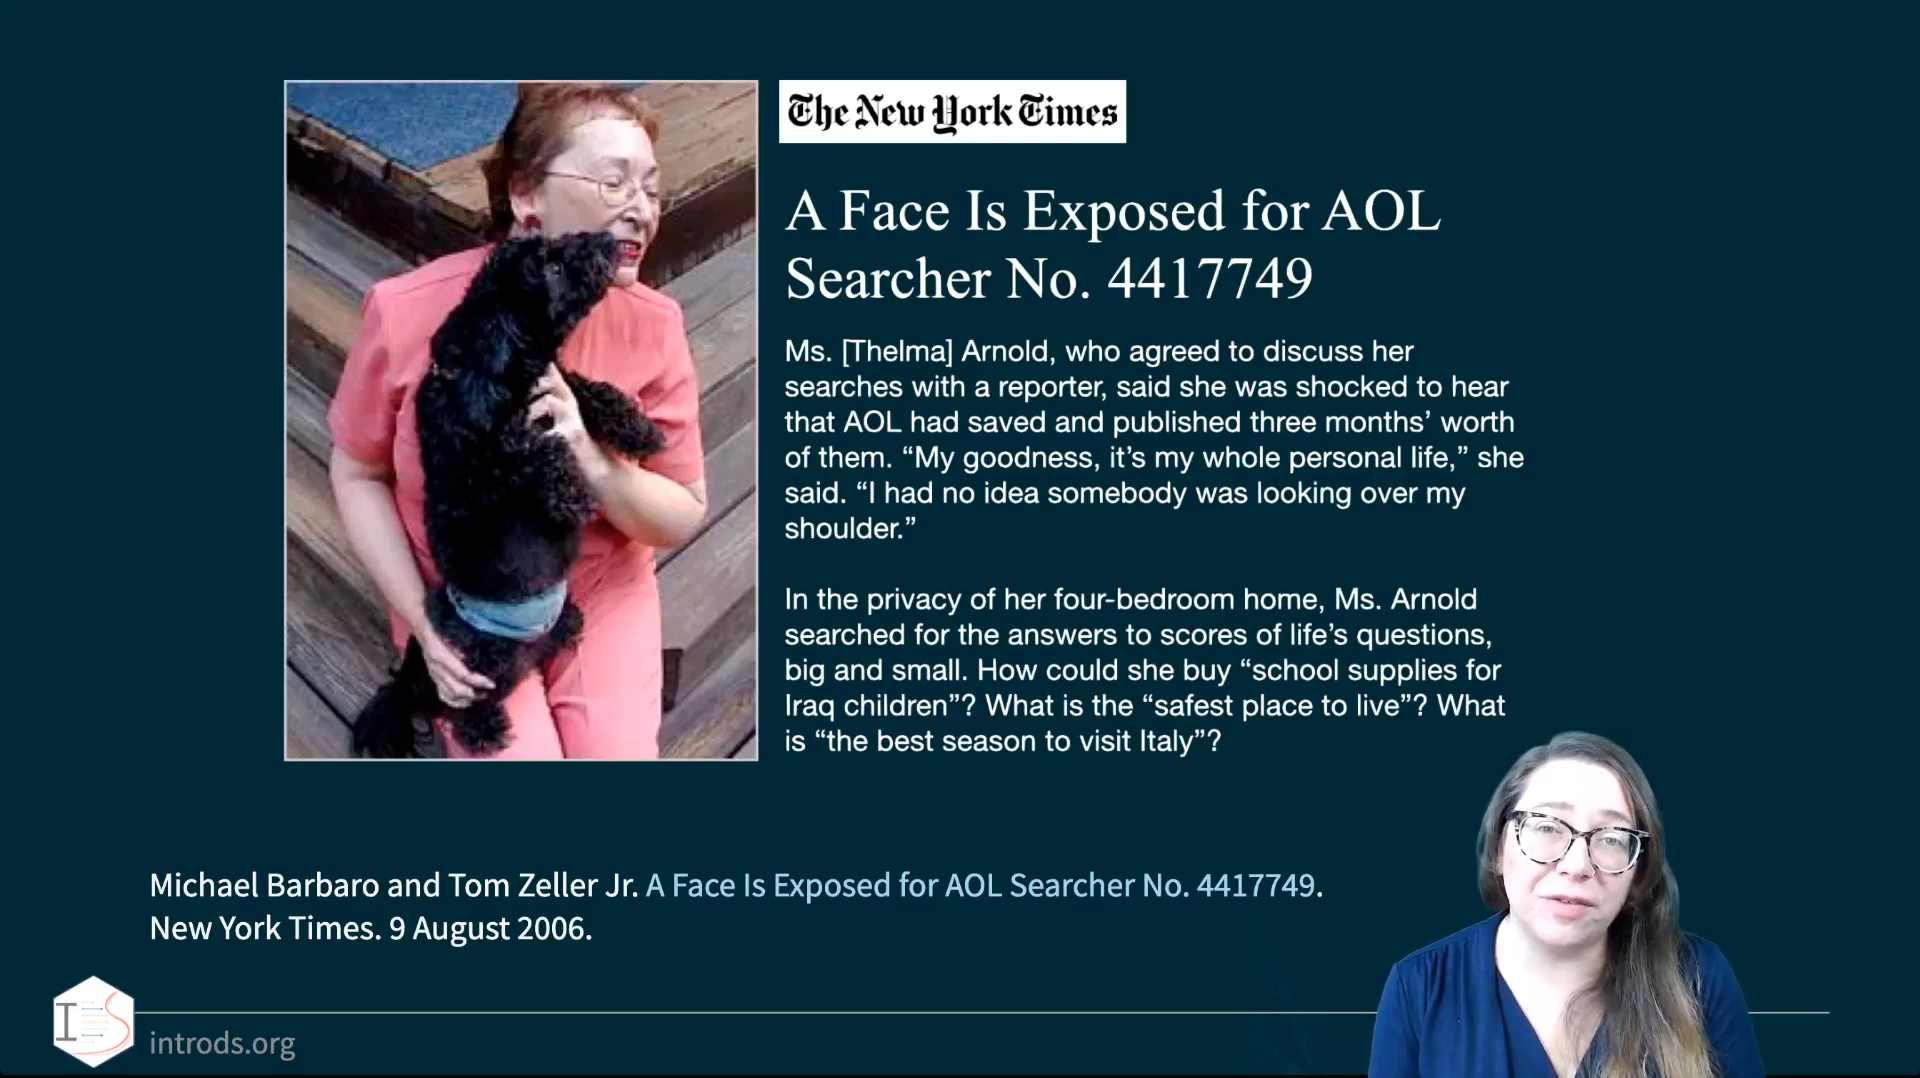 The New York Times
A Face Is Exposed for AOL
Searcher No. 4417749
Ms. [Thelma] Arnold, who agreed to discuss her
searches with a reporter, said she was shocked to hear
that AOL had saved and published three months’ worth
of them. “My goodness, it’s my whole personal life,” she
said. “I had no idea somebody was looking over my
shoulder.”
In the privacy of her four-bedroom home, Ms. Arnold
searched for the answers to scores of life’s questions,
big and small. How could she buy “school supplies for
Iraq children”? What is the “safest place to live”? What
is “the best season to visit Italy”?
Michael Barbaro and Tom Zeller Jr. A Face Is Exposed for AOL Searcher No. 4417749.
New York Times. 9 August 2006.
I S
introds.org